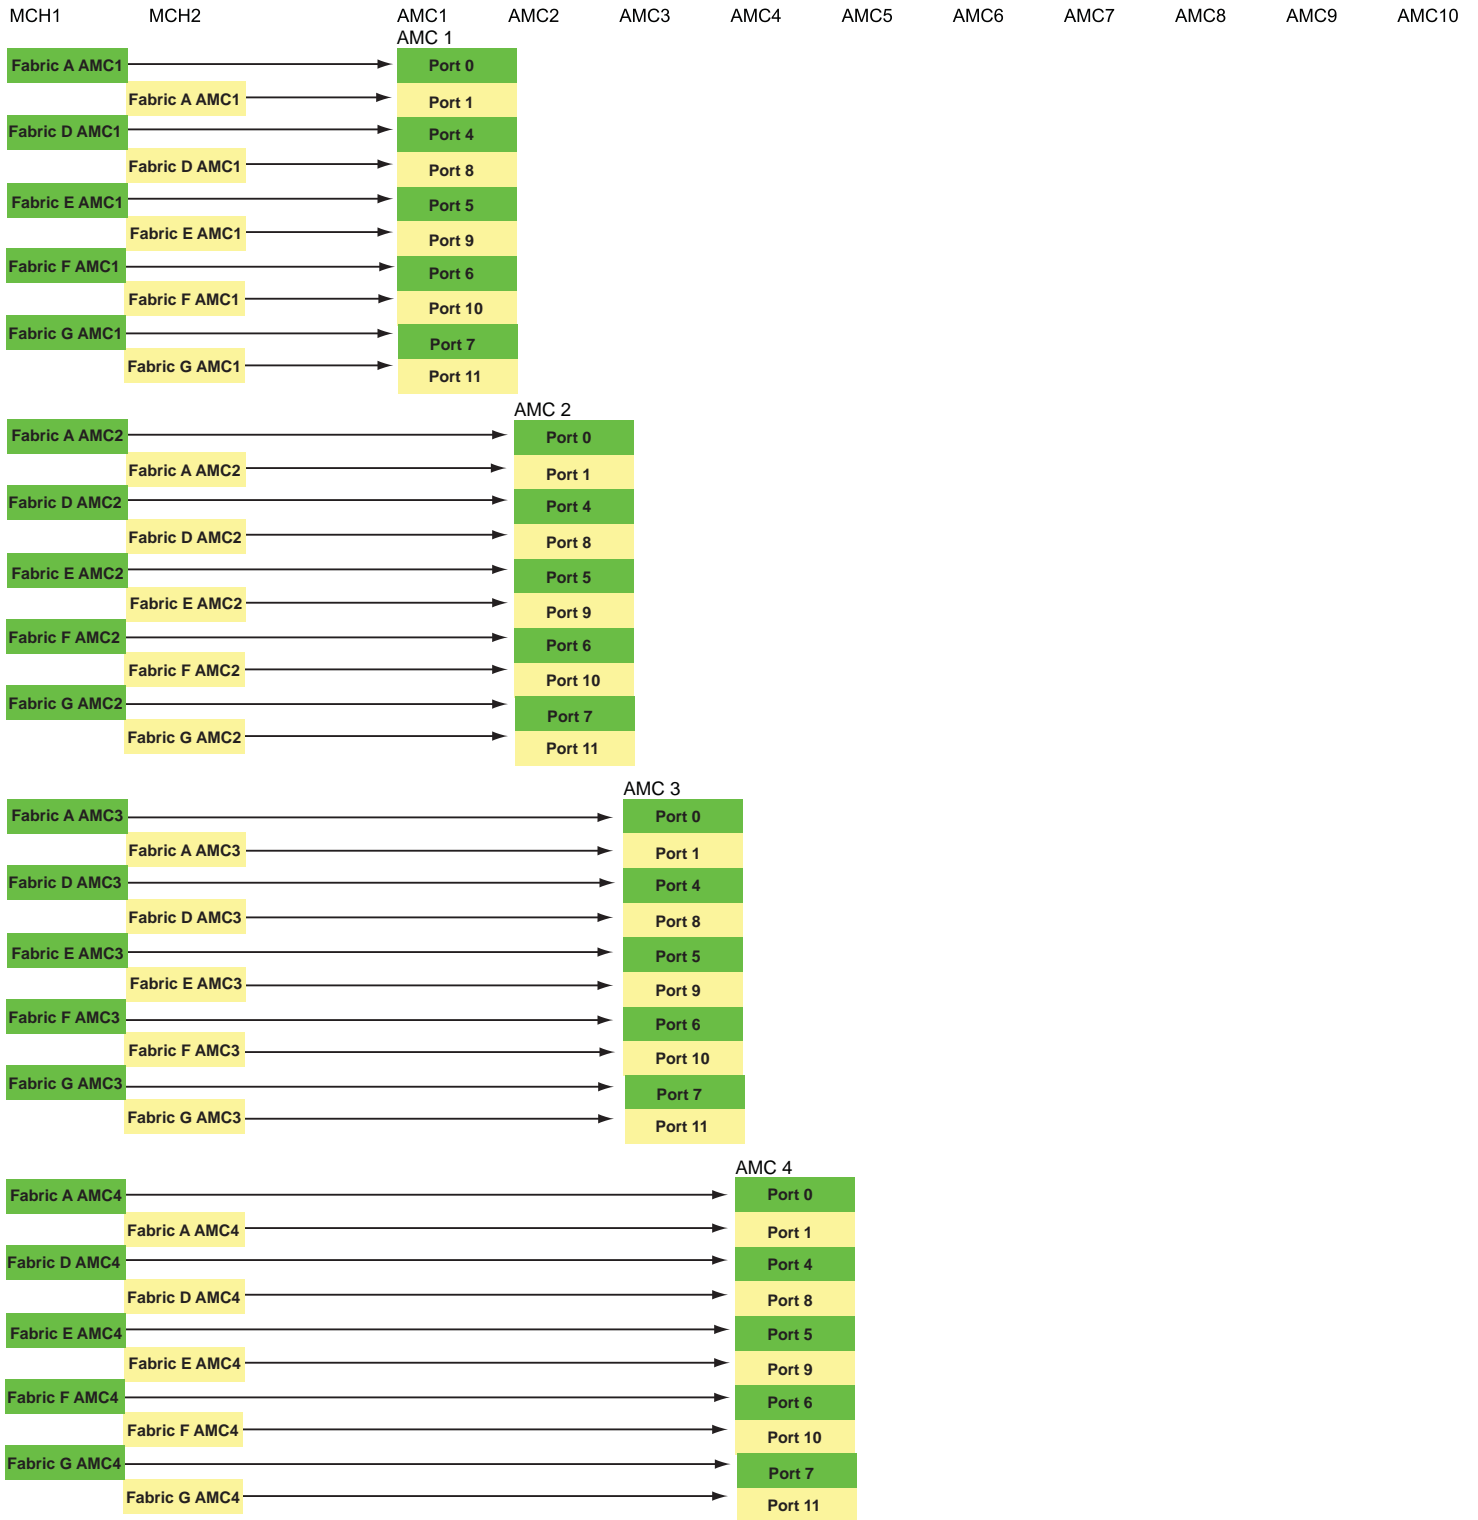 MCH1 MCH2 AMC1 AMC2 AMC3 AMC4 AMC5 AMC6 AMC7 AMC8 AMC9 AMC10
AMC 1
Fabric A AMC1 Port 0
Fabric A AMC1 Port 1
Fabric D AMC1 Port 4
Fabric D AMC1 Port 8
Fabric E AMC1 Port 5
Fabric E AMC1 Port 9
Fabric F AMC1 Port 6
Fabric F AMC1 Port 10
Fabric G AMC1 Port 7
Fabric G AMC1 Port 11
AMC 2
Fabric A AMC2 Port 0
Fabric A AMC2 Port 1
Fabric D AMC2 Port 4
Fabric D AMC2 Port 8
Fabric E AMC2 Port 5
Fabric E AMC2 Port 9
Fabric F AMC2 Port 6
Fabric F AMC2 Port 10
Fabric G AMC2 Port 7
Fabric G AMC2 Port 11
AMC 3
Fabric A AMC3 Port 0
Fabric A AMC3 Port 1
Fabric D AMC3 Port 4
Fabric D AMC3 Port 8
Fabric E AMC3 Port 5
Fabric E AMC3 Port 9
Fabric F AMC3 Port 6
Fabric F AMC3 Port 10
Fabric G AMC3 Port 7
Fabric G AMC3 Port 11
AMC 4
Fabric A AMC4 Port 0
Fabric A AMC4 Port 1
Fabric D AMC4 Port 4
Fabric D AMC4 Port 8
Fabric E AMC4 Port 5
Fabric E AMC4 Port 9
Fabric F AMC4 Port 6
Fabric F AMC4 Port 10
Fabric G AMC4 Port 7
Fabric G AMC4 Port 11